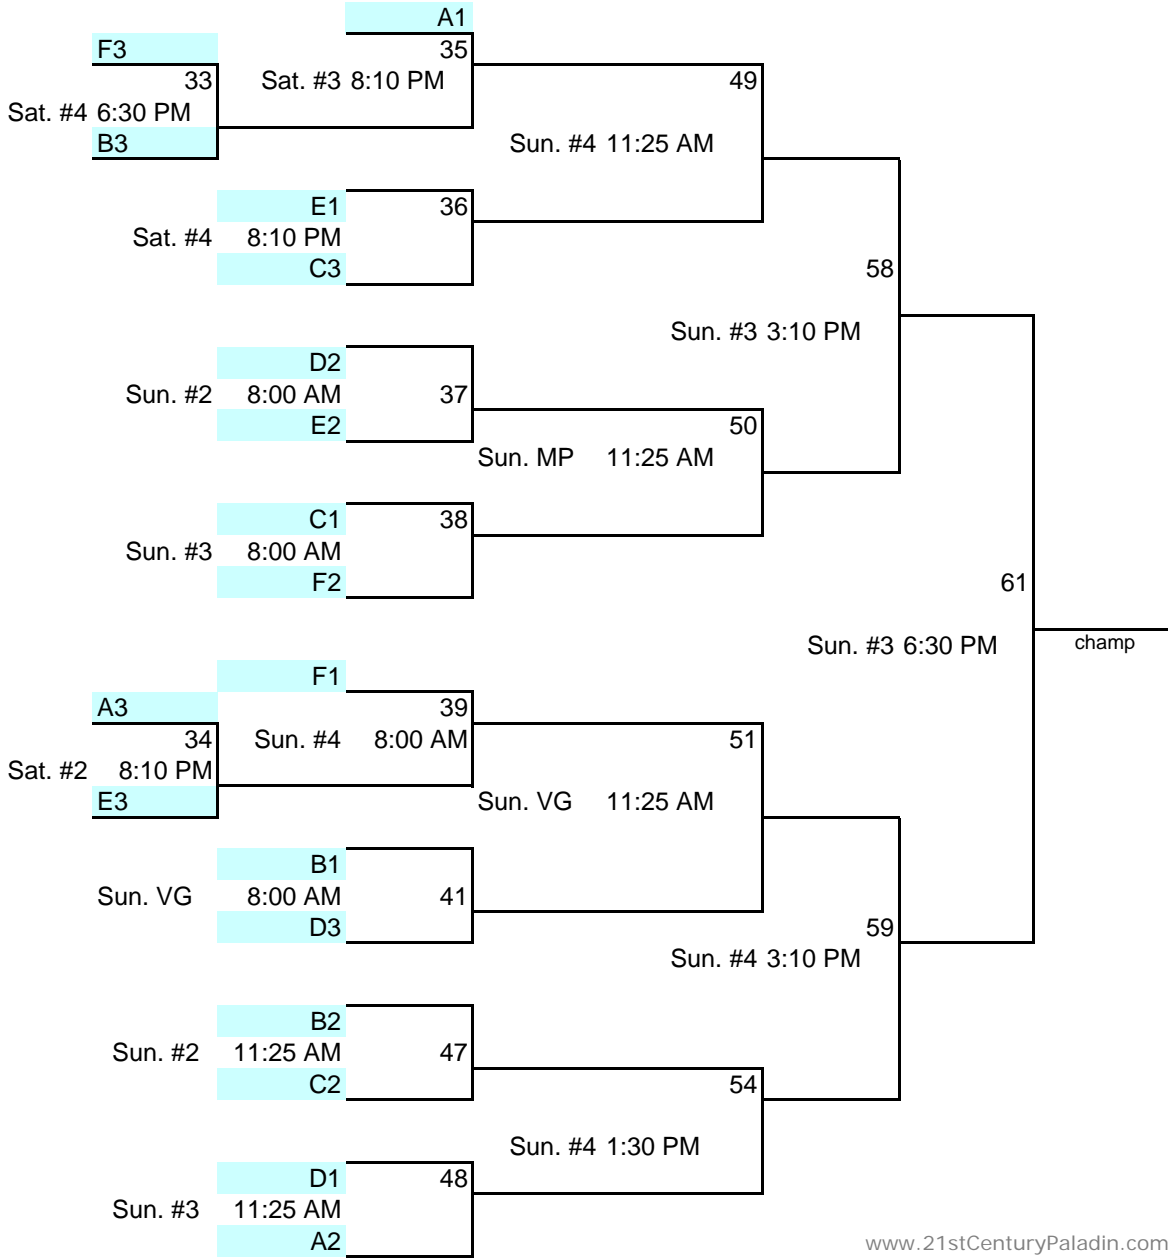 A1
F3
35
33
Sat. #3 8:10 PM
49
Sat. #4 6:30 PM
B3
Sun. #4 11:25 AM
E1
36
Sat. #4 8:10 PM
C3
58
Sun. #3 3:10 PM
D2
Sun. #2 8:00 AM
37
E2
50
Sun. MP 11:25 AM
C1
38
Sun. #3 8:00 AM
F2
61
Sun. #3 6:30 PM
champ
F1
A3
39
34
Sun. #4 8:00 AM
51
Sat. #2 8:10 PM
E3
Sun. VG 11:25 AM
B1
Sun. VG 8:00 AM
41
D3
59
Sun. #4 3:10 PM
B2
Sun. #2 11:25 AM
47
C2
54
Sun. #4 1:30 PM
D1
48
Sun. #3 11:25 AM
A2
www.21stCenturyPaladin.com